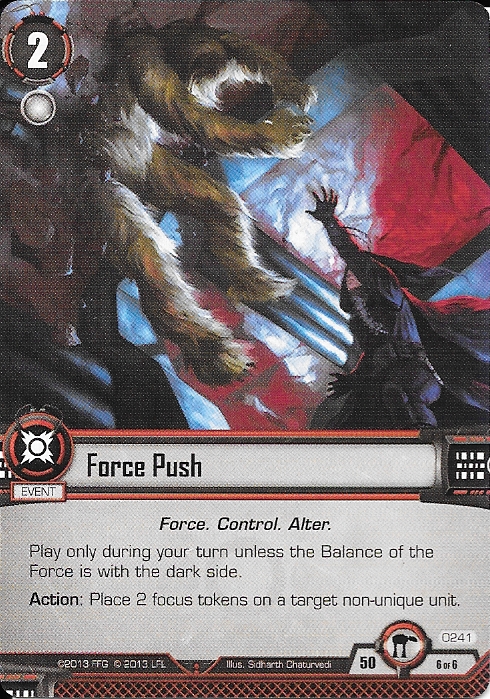 2
Force Push
EVENT
Force. Control. Alter.
Play only during your turn unless the Balance of the
Force is with the dark side.
Action: Place 2 focus tokens on a target non-unique unit.
0241
©2013 FFG © 2013 LFL
Illus. Sidharth Chaturvedi
50
6 OF 6